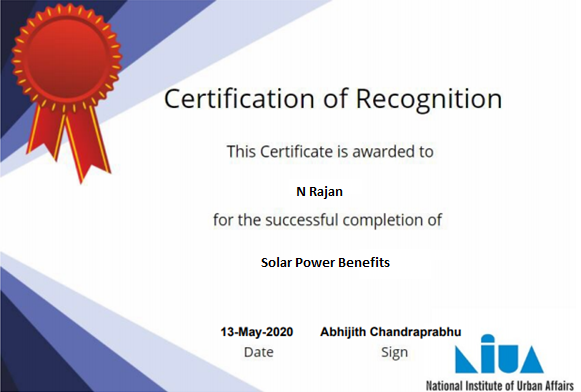 Certification of Recognition
This Certificate is awarded to
N Rajan
for the successful completion of
Solar Power Benefits
13-May-2020 Abhijith Chandraprabhu
Date Sign
NIUA
National Institute of Urban Affairs